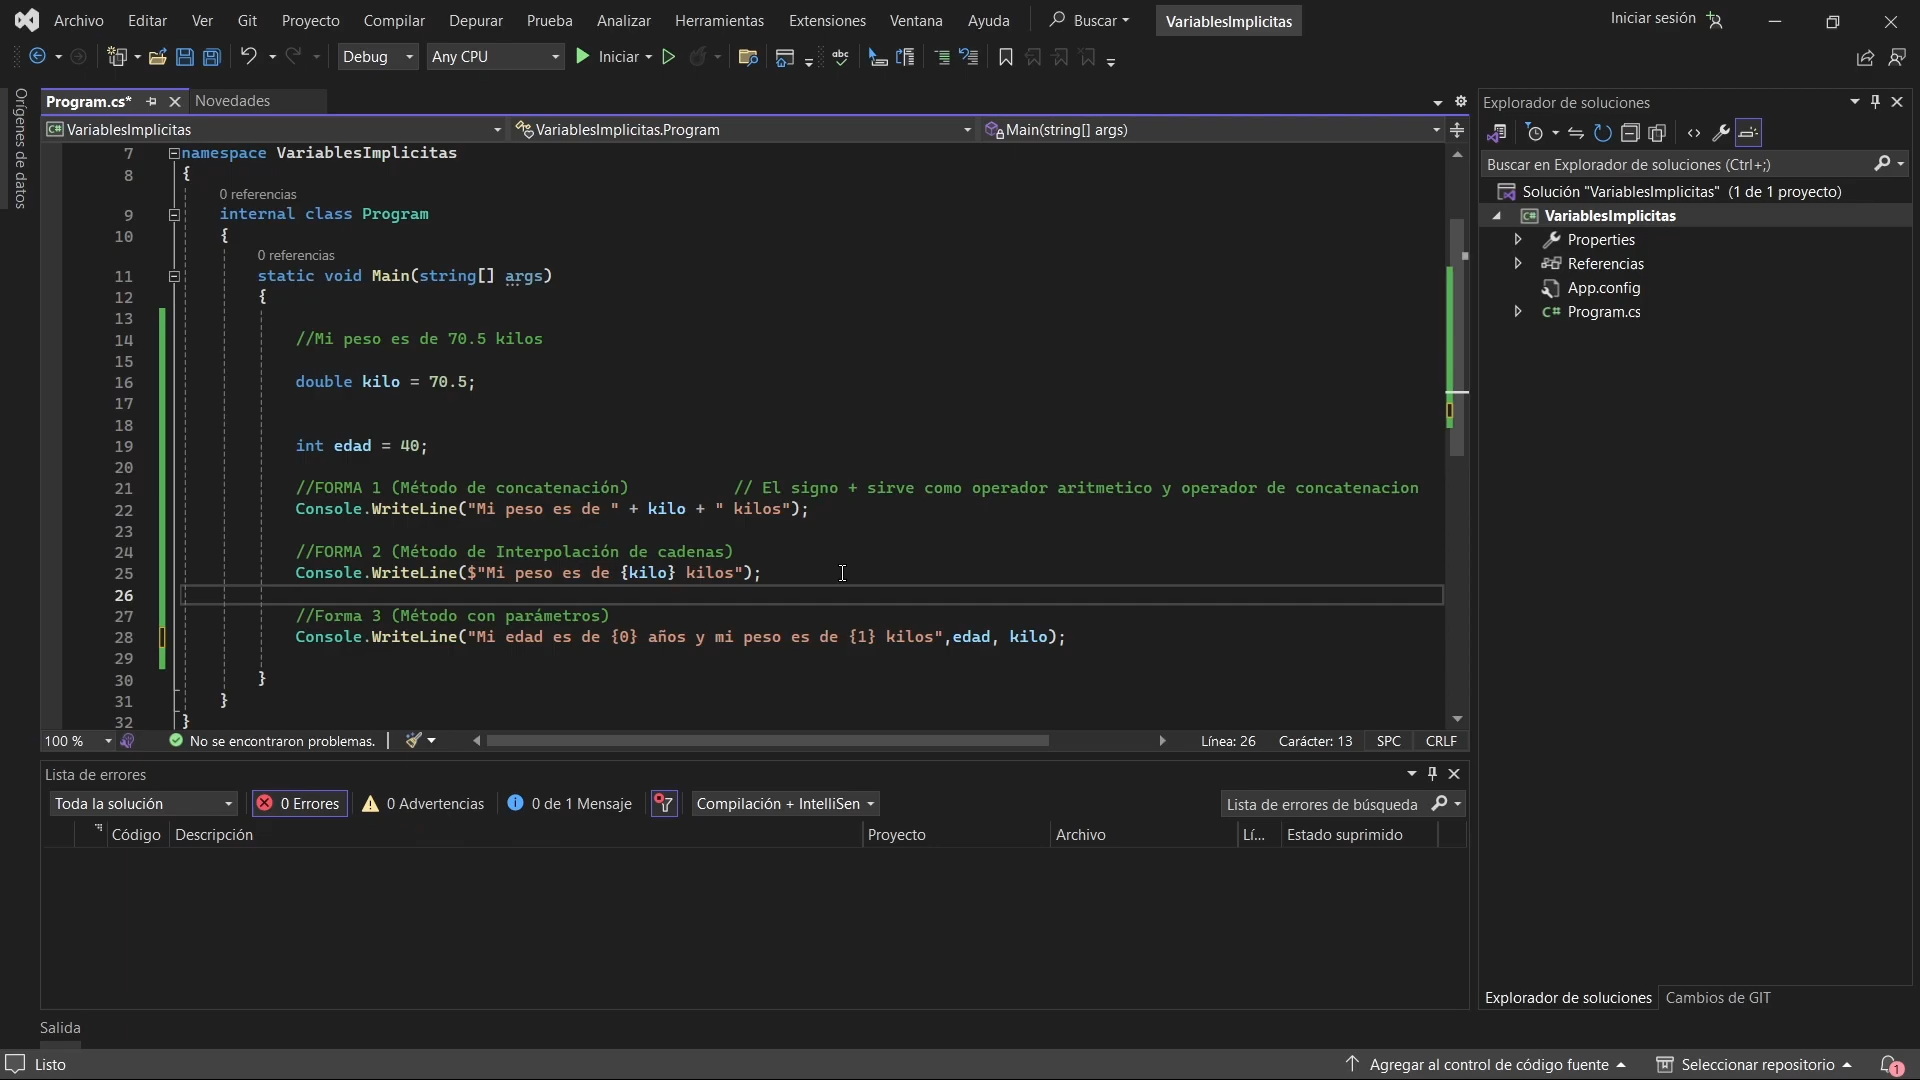 Archivo Editar Ver Git Proyecto Compilar Depurar Prueba Analizar Herramientas Extensiones Ventana Ayuda Buscar VariablesImplicitas Iniciar sesión
Debug Any CPU Iniciar abc
Orígenes de datos
Program.cs* Novedades
C# VariablesImplicitas VariablesImplicitas.Program Main(string[] args)
7 namespace VariablesImplicitas
8 {
0 referencias
9 internal class Program
10 {
0 referencias
11 static void Main(string[] args)
12 {
13
14 //Mi peso es de 70.5 kilos
15
16 double kilo = 70.5;
17
18
19 int edad = 40;
20
21 //FORMA 1 (Método de concatenación) // El signo + sirve como operador aritmetico y operador de concatenacion
22 Console.WriteLine("Mi peso es de " + kilo + " kilos");
23
24 //FORMA 2 (Método de Interpolación de cadenas)
25 Console.WriteLine($"Mi peso es de {kilo} kilos");
26
27 //Forma 3 (Método con parámetros)
28 Console.WriteLine("Mi edad es de {0} años y mi peso es de {1} kilos",edad, kilo);
29
30 }
31 }
32 }
100 % No se encontraron problemas. Línea: 26 Carácter: 13 SPC CRLF
Lista de errores
Toda la solución 0 Errores 0 Advertencias 0 de 1 Mensaje Compilación + IntelliSen Lista de errores de búsqueda
Código Descripción Proyecto Archivo Lí... Estado suprimido
Explorador de soluciones
Buscar en Explorador de soluciones (Ctrl+;)
Solución "VariablesImplicitas" (1 de 1 proyecto)
C# VariablesImplicitas
Properties
Referencias
App.config
C# Program.cs
Explorador de soluciones Cambios de GIT
Salida
Listo Agregar al control de código fuente Seleccionar repositorio 1